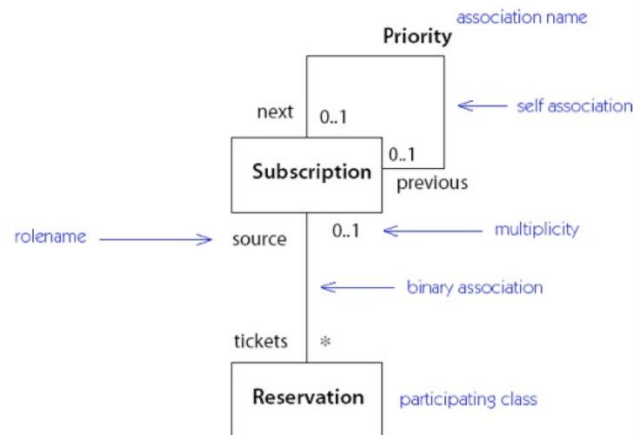 association name
Priority
self association
next
0..1
0..1
Subscription
previous
rolename
source
0..1
multiplicity
binary association
tickets
*
Reservation
participating class